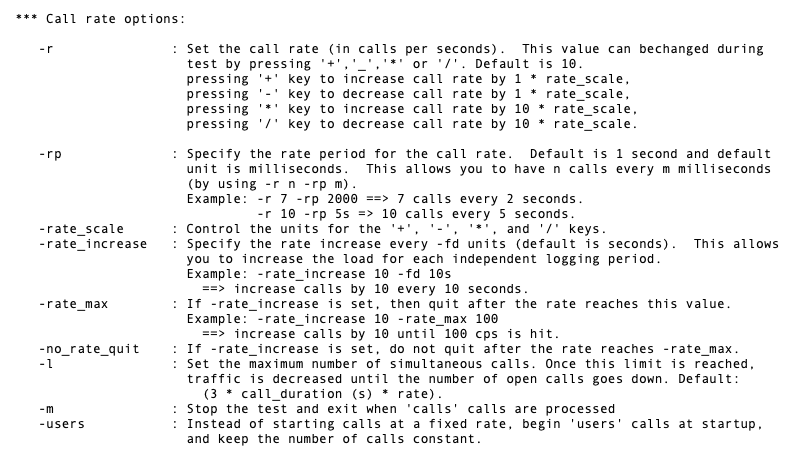 *** Call rate options:
-r : Set the call rate (in calls per seconds). This value can bechanged during
test by pressing '+','_','*' or '/'. Default is 10.
pressing '+' key to increase call rate by 1 * rate_scale,
pressing '-' key to decrease call rate by 1 * rate_scale,
pressing '*' key to increase call rate by 10 * rate_scale,
pressing '/' key to decrease call rate by 10 * rate_scale.
-rp : Specify the rate period for the call rate. Default is 1 second and default
unit is milliseconds. This allows you to have n calls every m milliseconds
(by using -r n -rp m).
Example: -r 7 -rp 2000 ==> 7 calls every 2 seconds.
-r 10 -rp 5s => 10 calls every 5 seconds.
-rate_scale : Control the units for the '+', '-', '*', and '/' keys.
-rate_increase : Specify the rate increase every -fd units (default is seconds). This allows
you to increase the load for each independent logging period.
Example: -rate_increase 10 -fd 10s
==> increase calls by 10 every 10 seconds.
-rate_max : If -rate_increase is set, then quit after the rate reaches this value.
Example: -rate_increase 10 -rate_max 100
==> increase calls by 10 until 100 cps is hit.
-no_rate_quit : If -rate_increase is set, do not quit after the rate reaches -rate_max.
-l : Set the maximum number of simultaneous calls. Once this limit is reached,
traffic is decreased until the number of open calls goes down. Default:
(3 * call_duration (s) * rate).
-m : Stop the test and exit when 'calls' calls are processed
-users : Instead of starting calls at a fixed rate, begin 'users' calls at startup,
and keep the number of calls constant.